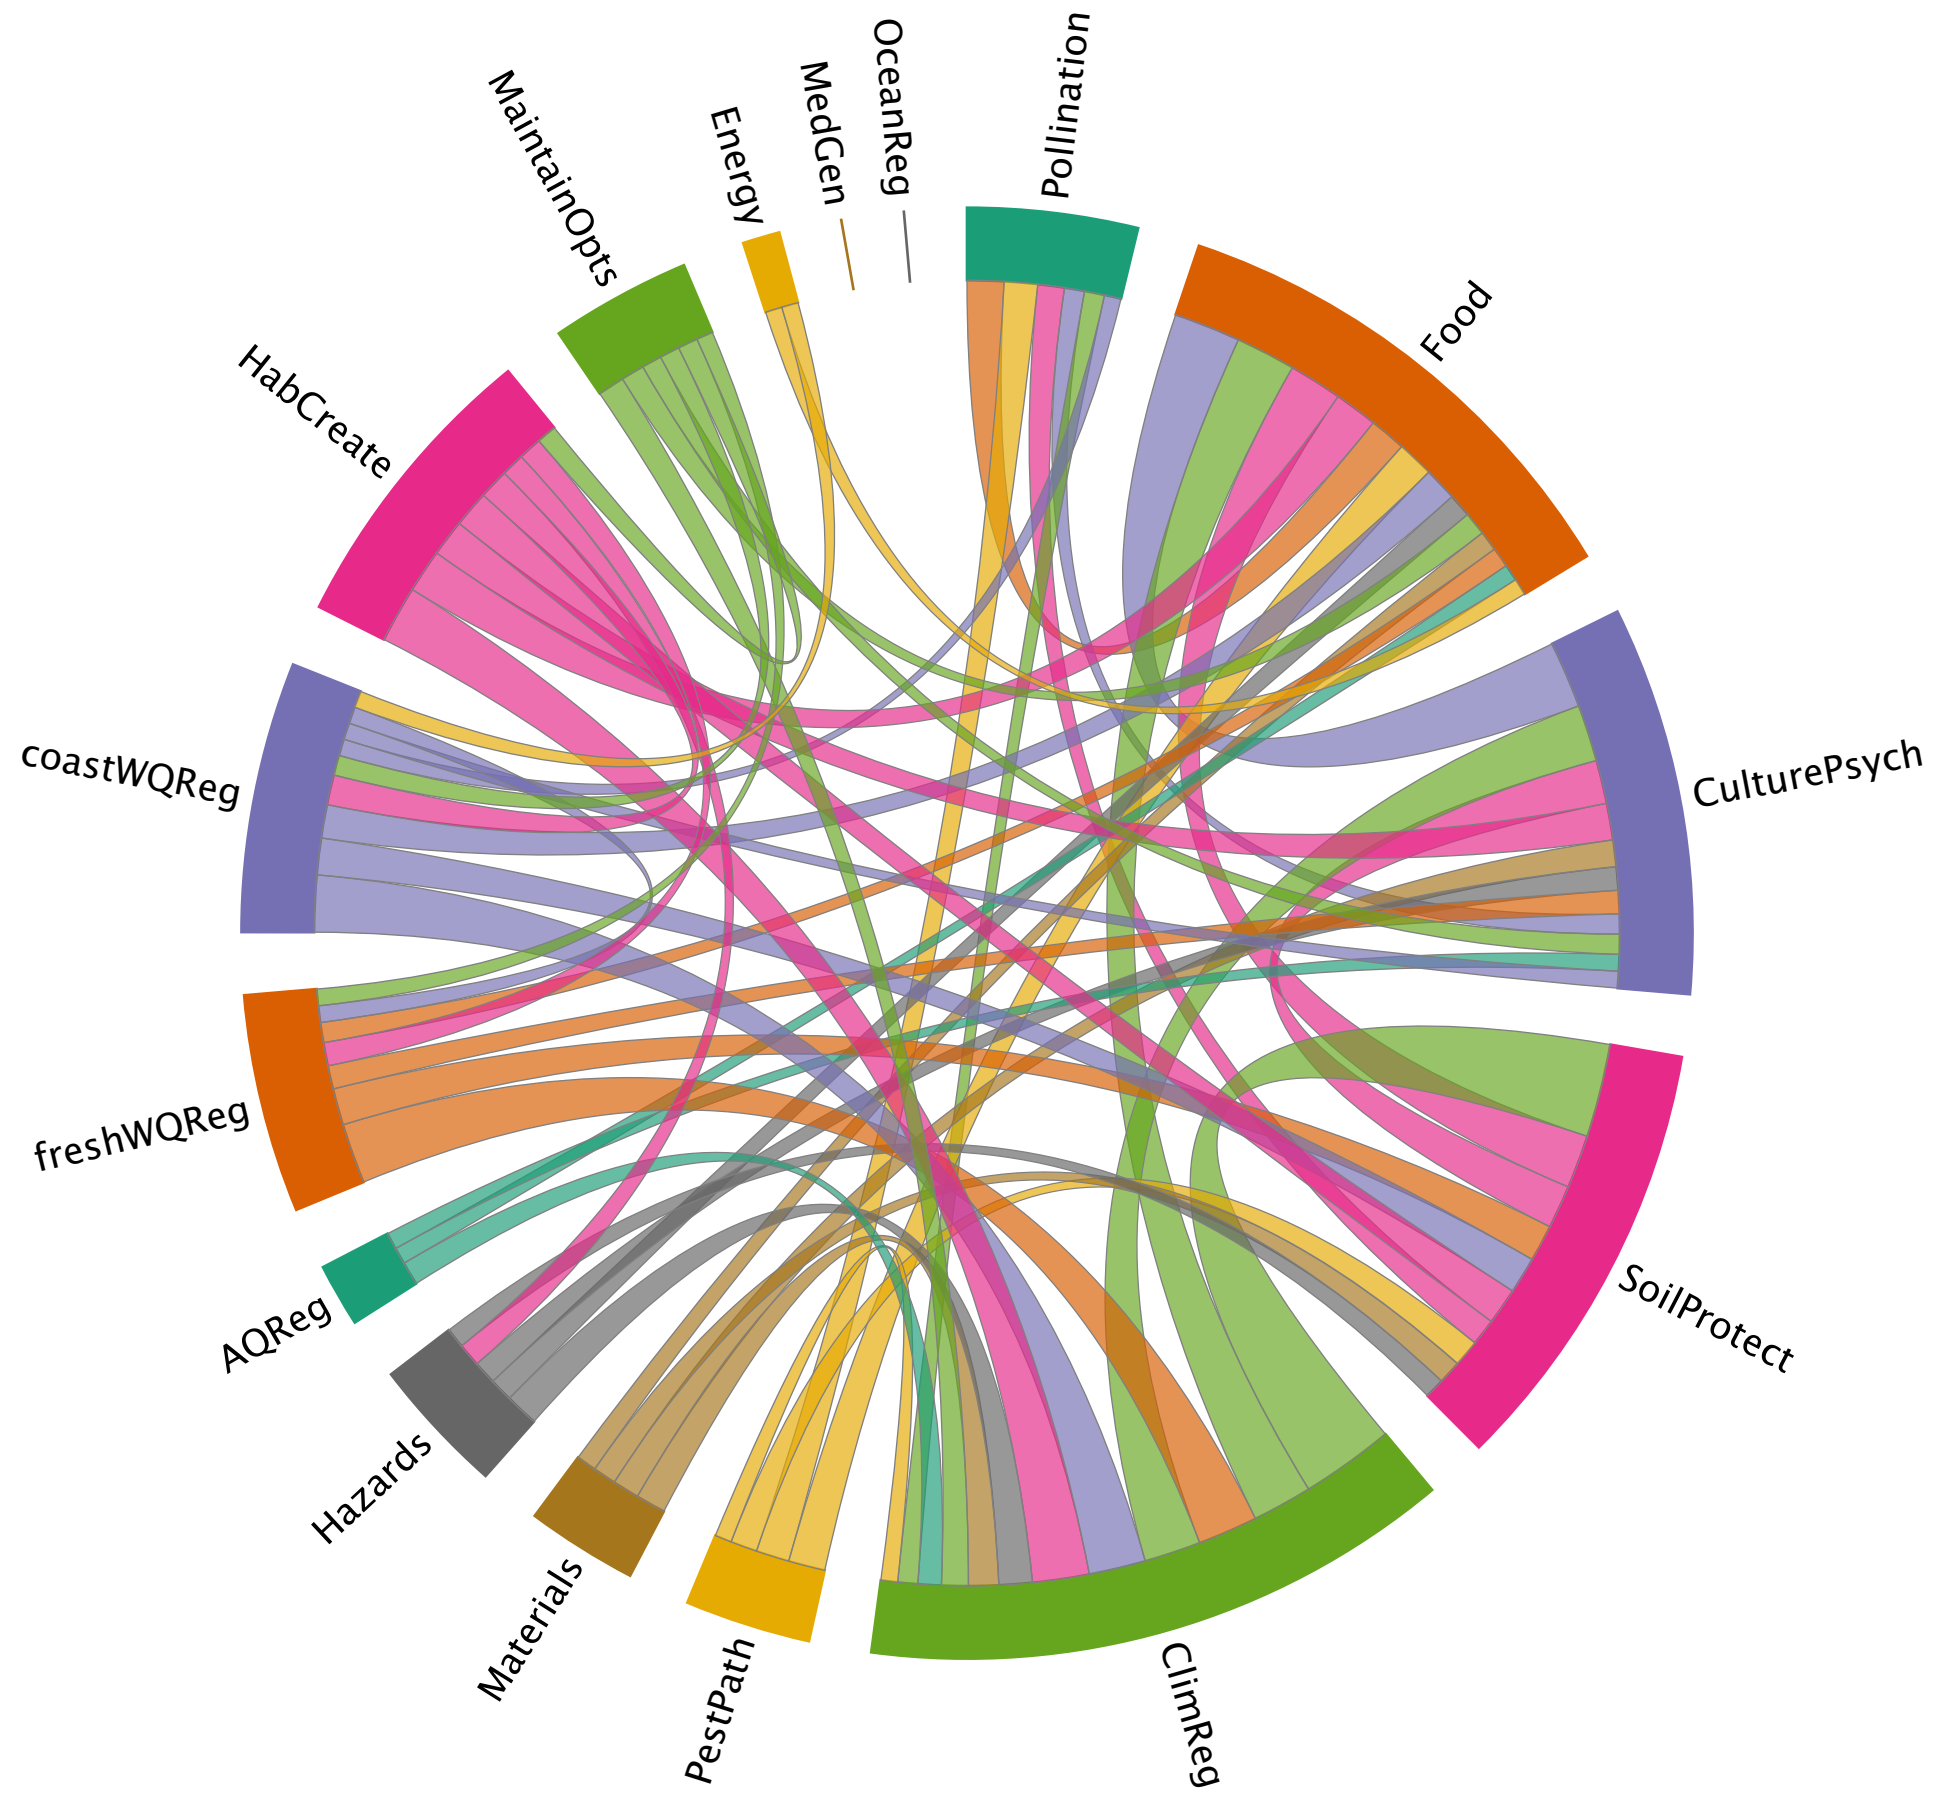 Pollination
Food
CulturePsych
SoilProtect
ClimReg
PestPath
Materials
Hazards
AQReg
freshWQReg
coastWQReg
HabCreate
MaintainOpts
Energy
MedGen
OceanReg